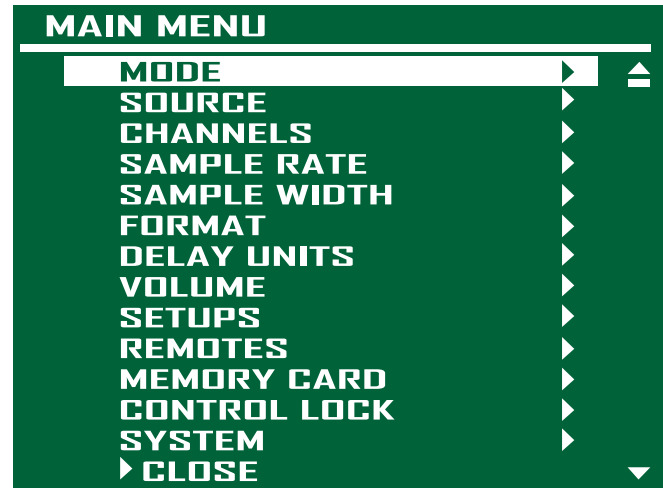 MAIN MENU
MODE
SOURCE
CHANNELS
SAMPLE RATE
SAMPLE WIDTH
FORMAT
DELAY UNITS
VOLUME
SETUPS
REMOTES
MEMORY CARD
CONTROL LOCK
SYSTEM
CLOSE